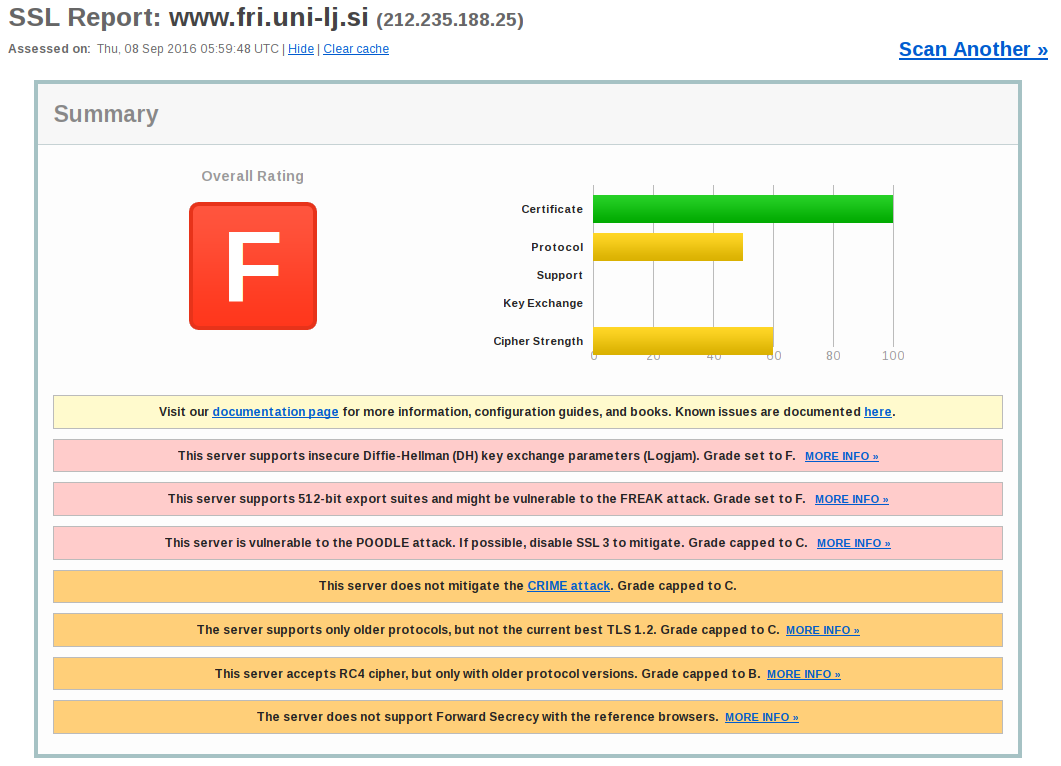 SSL Report: www.fri.uni-lj.si (212.235.188.25)
Assessed on: Thu, 08 Sep 2016 05:59:48 UTC | Hide | Clear cache
Scan Another »
Summary
Overall Rating
F
Certificate
Protocol
Support
Key Exchange
Cipher Strength
0 20 40 60 80 100
Visit our documentation page for more information, configuration guides, and books. Known issues are documented here.
This server supports insecure Diffie-Hellman (DH) key exchange parameters (Logjam). Grade set to F. MORE INFO »
This server supports 512-bit export suites and might be vulnerable to the FREAK attack. Grade set to F. MORE INFO »
This server is vulnerable to the POODLE attack. If possible, disable SSL 3 to mitigate. Grade capped to C. MORE INFO »
This server does not mitigate the CRIME attack. Grade capped to C.
The server supports only older protocols, but not the current best TLS 1.2. Grade capped to C. MORE INFO »
This server accepts RC4 cipher, but only with older protocol versions. Grade capped to B. MORE INFO »
The server does not support Forward Secrecy with the reference browsers. MORE INFO »